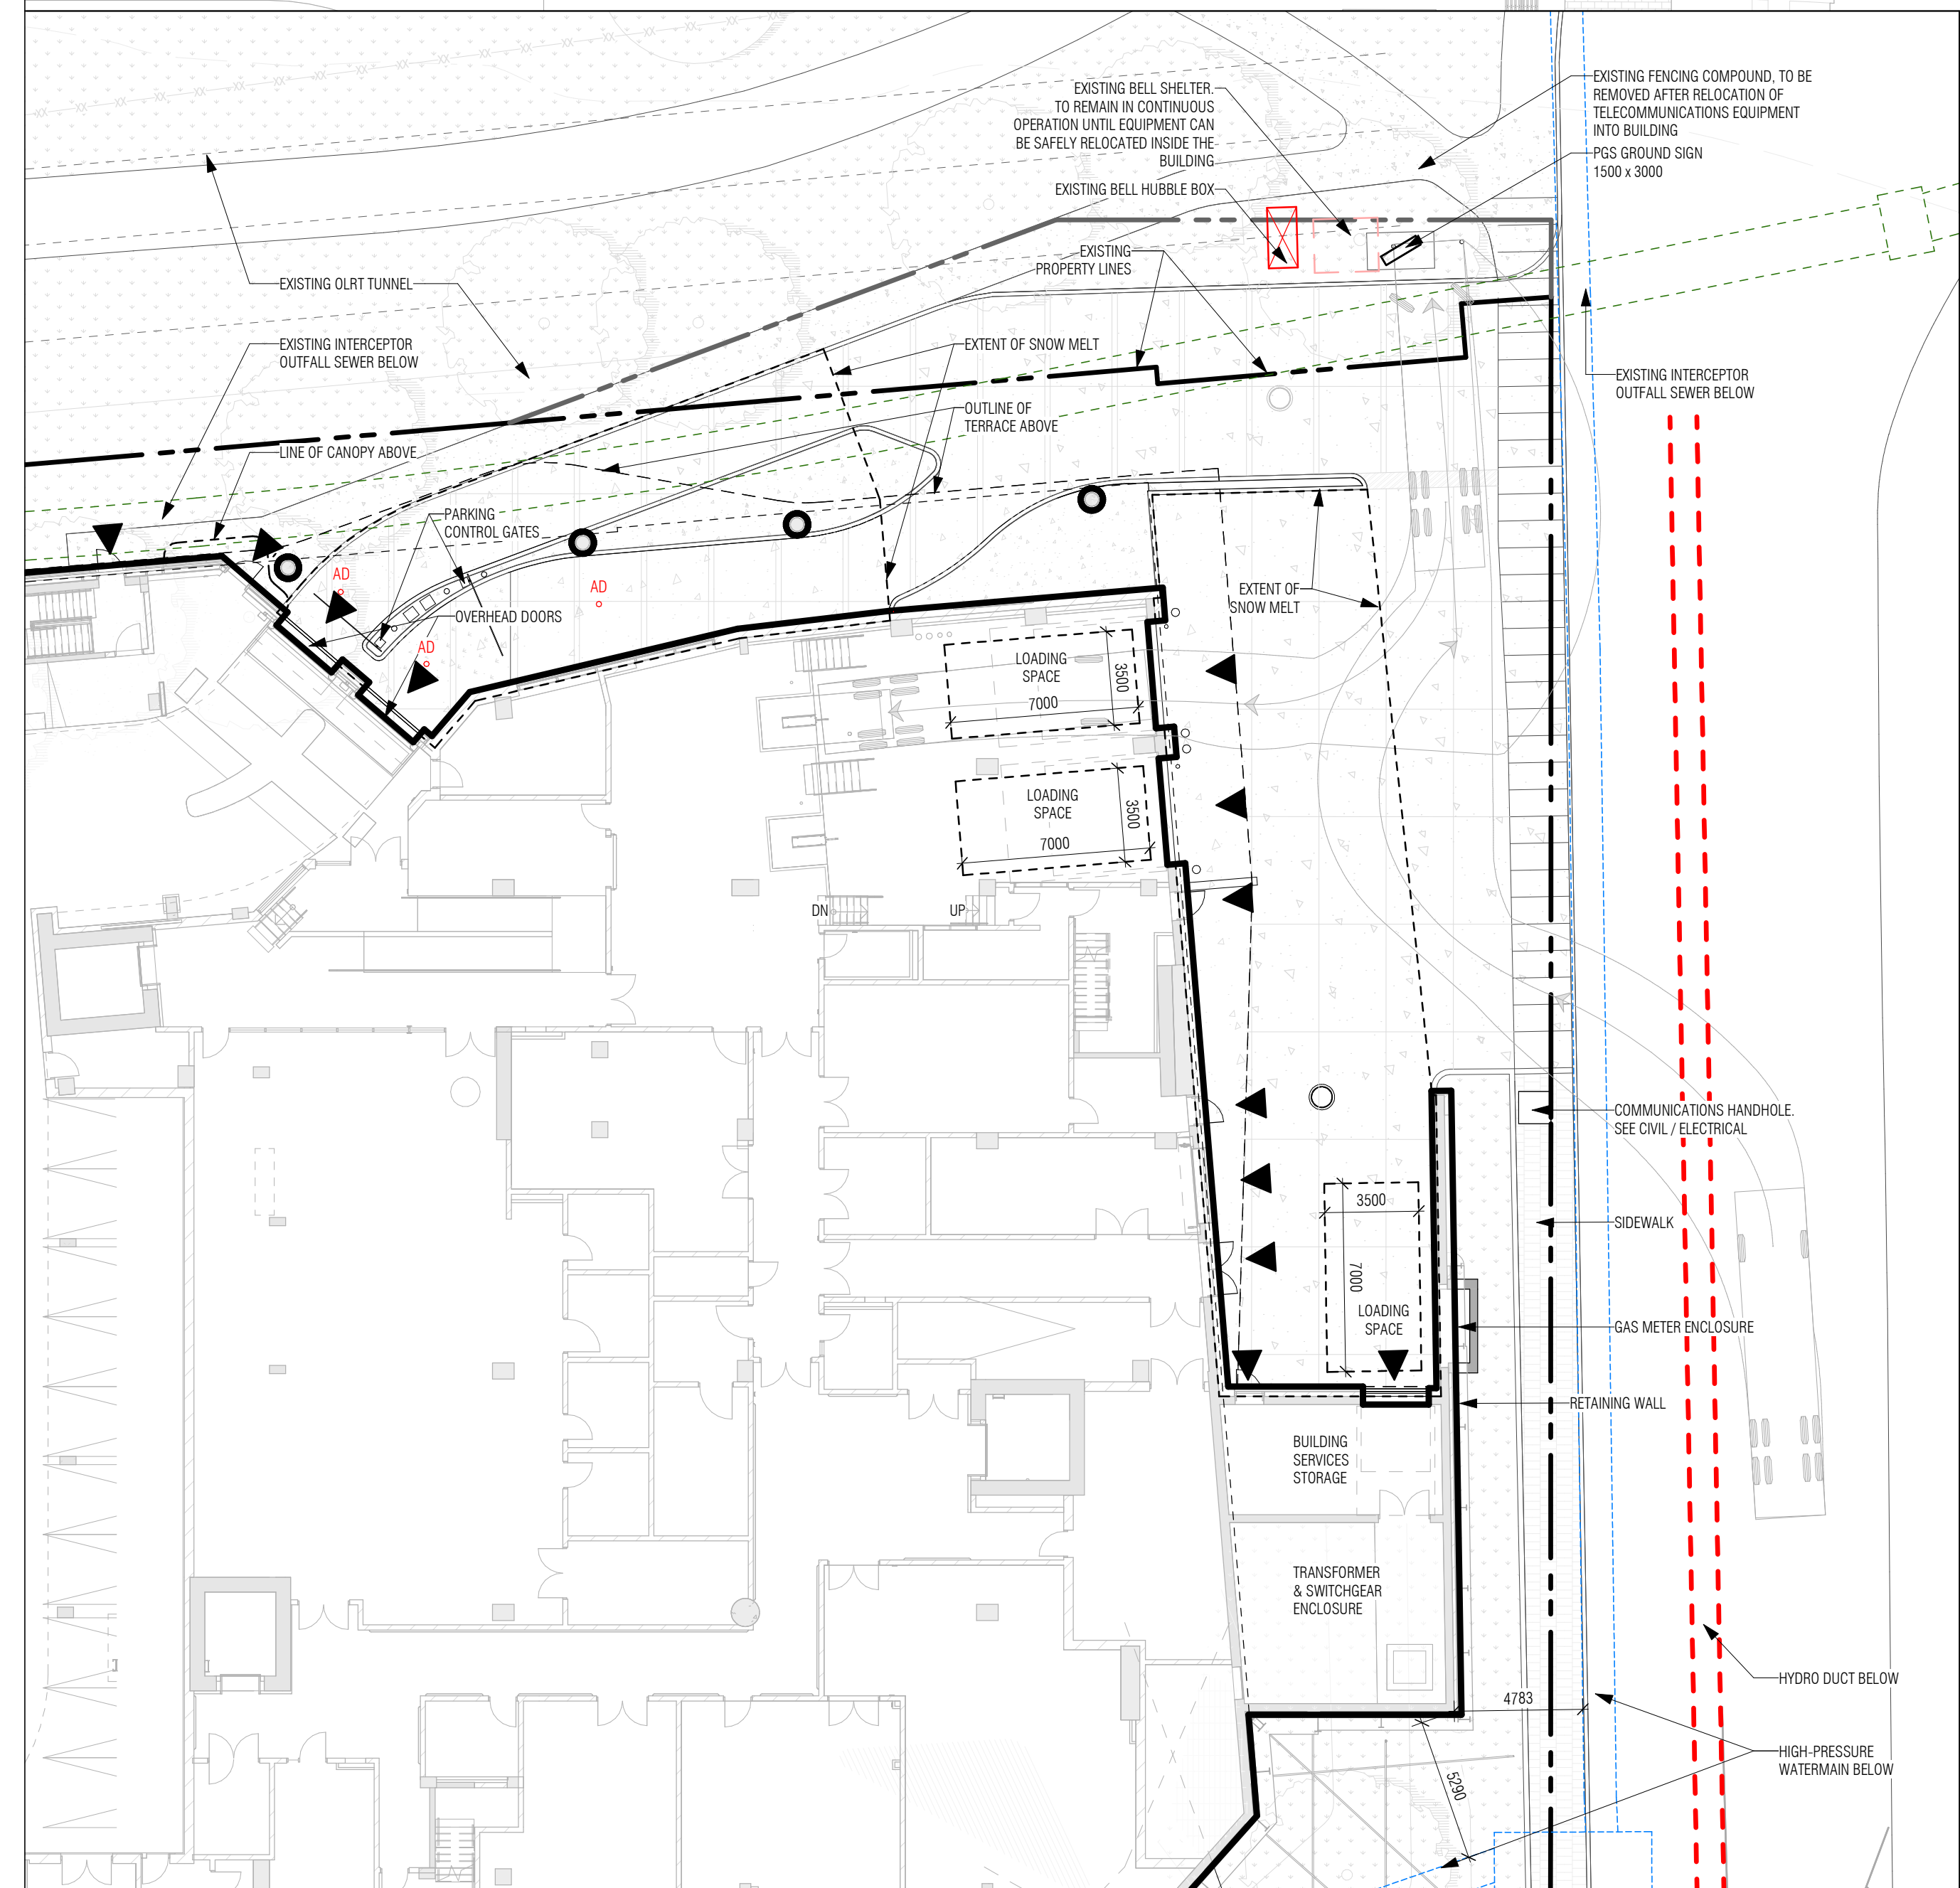 EXISTING BELL SHELTER.
TO REMAIN IN CONTINUOUS
OPERATION UNTIL EQUIPMENT CAN
BE SAFELY RELOCATED INSIDE THE
BUILDING
EXISTING BELL HUBBLE BOX
EXISTING FENCING COMPOUND, TO BE
REMOVED AFTER RELOCATION OF
TELECOMMUNICATIONS EQUIPMENT
INTO BUILDING
PGS GROUND SIGN
1500 x 3000
EXISTING
PROPERTY LINES
EXISTING OLRT TUNNEL
EXISTING INTERCEPTOR
OUTFALL SEWER BELOW
EXTENT OF SNOW MELT
EXISTING INTERCEPTOR
OUTFALL SEWER BELOW
OUTLINE OF
TERRACE ABOVE
LINE OF CANOPY ABOVE
PARKING
CONTROL GATES
AD
AD
AD
OVERHEAD DOORS
EXTENT OF
SNOW MELT
LOADING
SPACE
3500
7000
LOADING
SPACE
3500
7000
DN
UP
COMMUNICATIONS HANDHOLE.
SEE CIVIL / ELECTRICAL
3500
7000
LOADING
SPACE
SIDEWALK
GAS METER ENCLOSURE
RETAINING WALL
BUILDING
SERVICES
STORAGE
TRANSFORMER
& SWITCHGEAR
ENCLOSURE
HYDRO DUCT BELOW
4783
5290
HIGH-PRESSURE
WATERMAIN BELOW